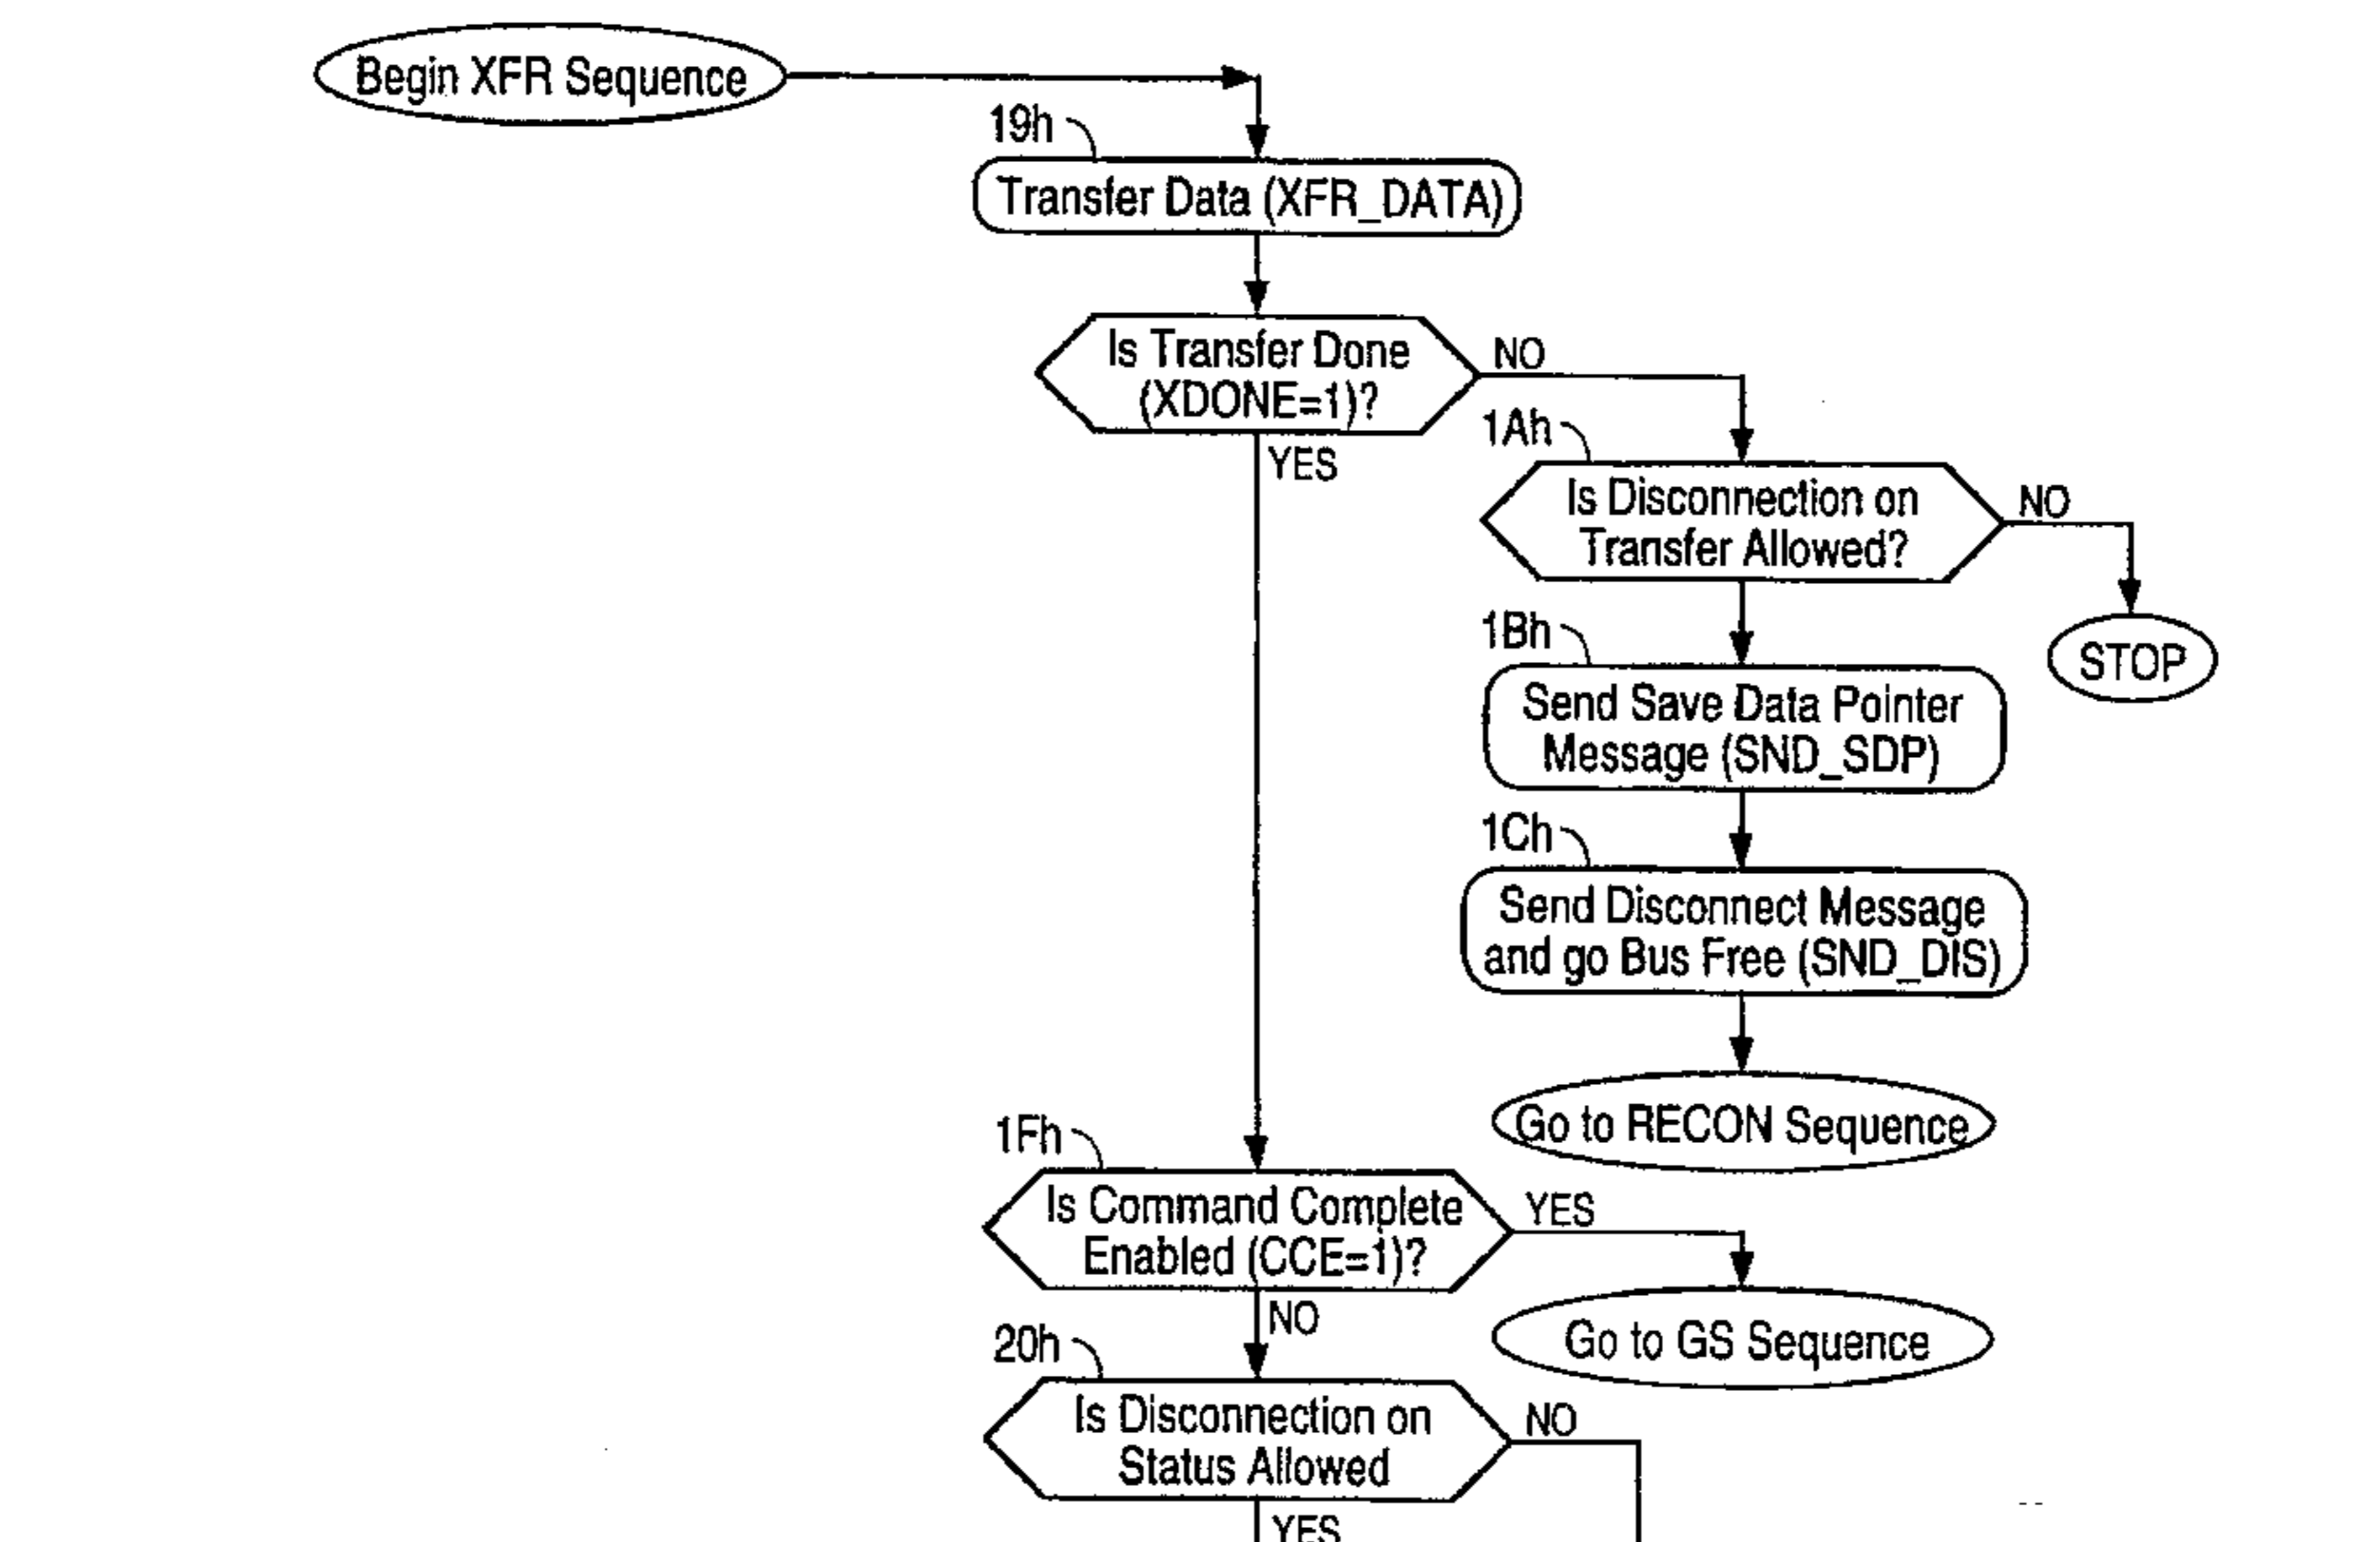 Begin XFR Sequence
19h
Transfer Data (XFR_DATA)
Is Transfer Done
(XDONE=1)?
NO
YES
1Ah
Is Disconnection on
Transfer Allowed?
NO
STOP
1Bh
Send Save Data Pointer
Message (SND_SDP)
1Ch
Send Disconnect Message
and go Bus Free (SND_DIS)
Go to RECON Sequence
1Fh
Is Command Complete
Enabled (CCE=1)?
YES
Go to GS Sequence
NO
20h
Is Disconnection on
Status Allowed
NO
YES